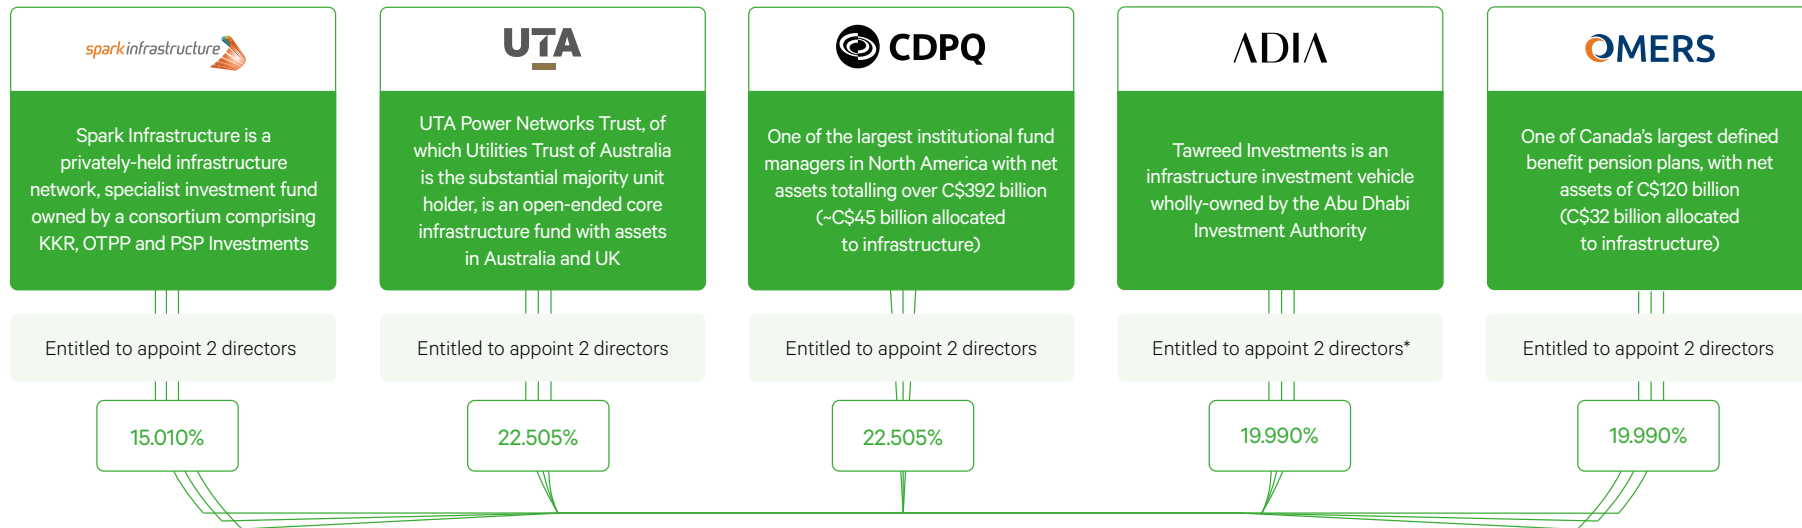 sparkinfrastructure
Spark Infrastructure is a
privately-held infrastructure
network, specialist investment fund
owned by a consortium comprising
KKR, OTPP and PSP Investments
Entitled to appoint 2 directors
15.010%
UTA
UTA Power Networks Trust, of
which Utilities Trust of Australia
is the substantial majority unit
holder, is an open-ended core
infrastructure fund with assets
in Australia and UK
Entitled to appoint 2 directors
22.505%
CDPQ
One of the largest institutional fund
managers in North America with net
assets totalling over C$392 billion
(~C$45 billion allocated
to infrastructure)
Entitled to appoint 2 directors
22.505%
ADIA
Tawreed Investments is an
infrastructure investment vehicle
wholly-owned by the Abu Dhabi
Investment Authority
Entitled to appoint 2 directors*
19.990%
OMERS
One of Canada's largest defined
benefit pension plans, with net
assets of C$120 billion
(C$32 billion allocated
to infrastructure)
Entitled to appoint 2 directors
19.990%